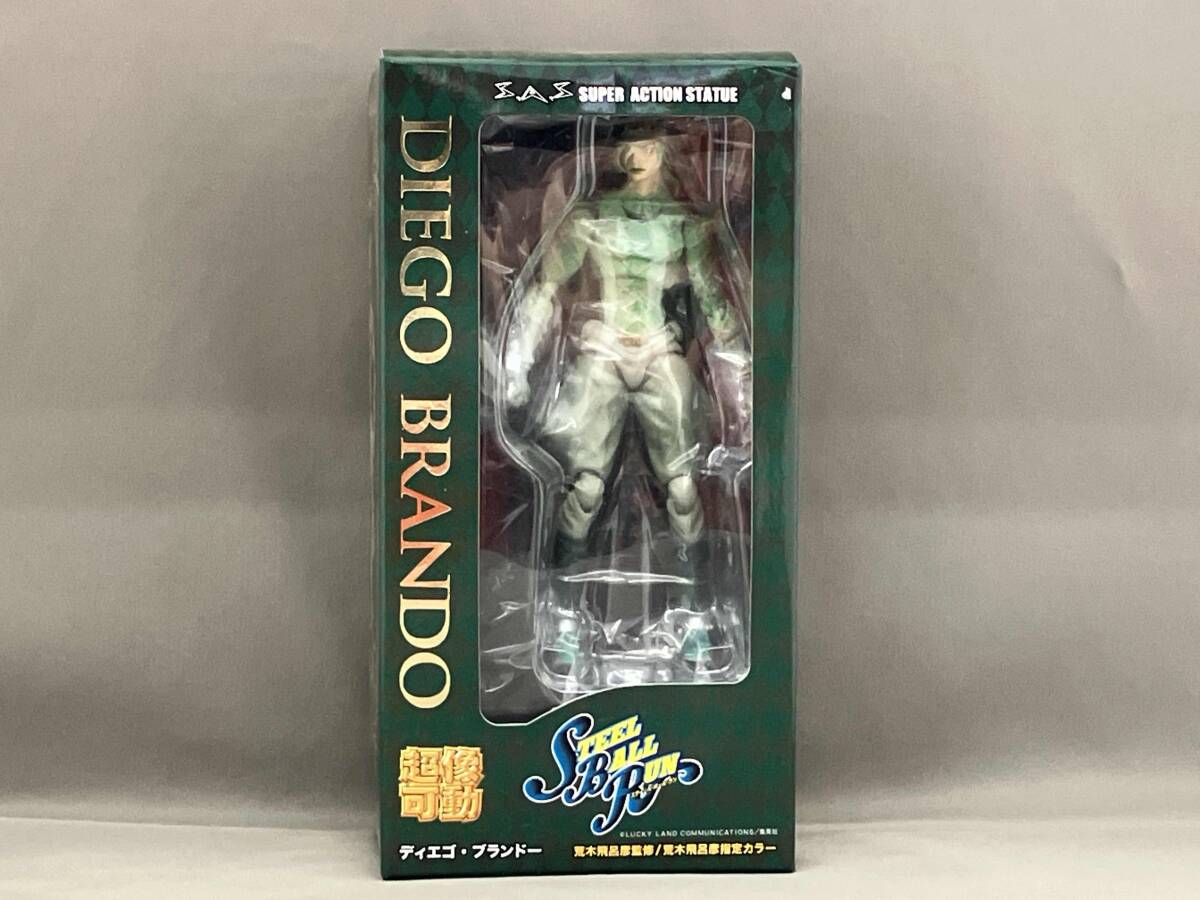 SAS SUPER ACTION STATUE
DIEGO BRANDO
STEEL
BALL
RUN
超像
可動
©LUCKY LAND COMMUNICATIONS/集英社
ディエゴ・ブランドー
荒木飛呂彦監修/荒木飛呂彦指定カラー